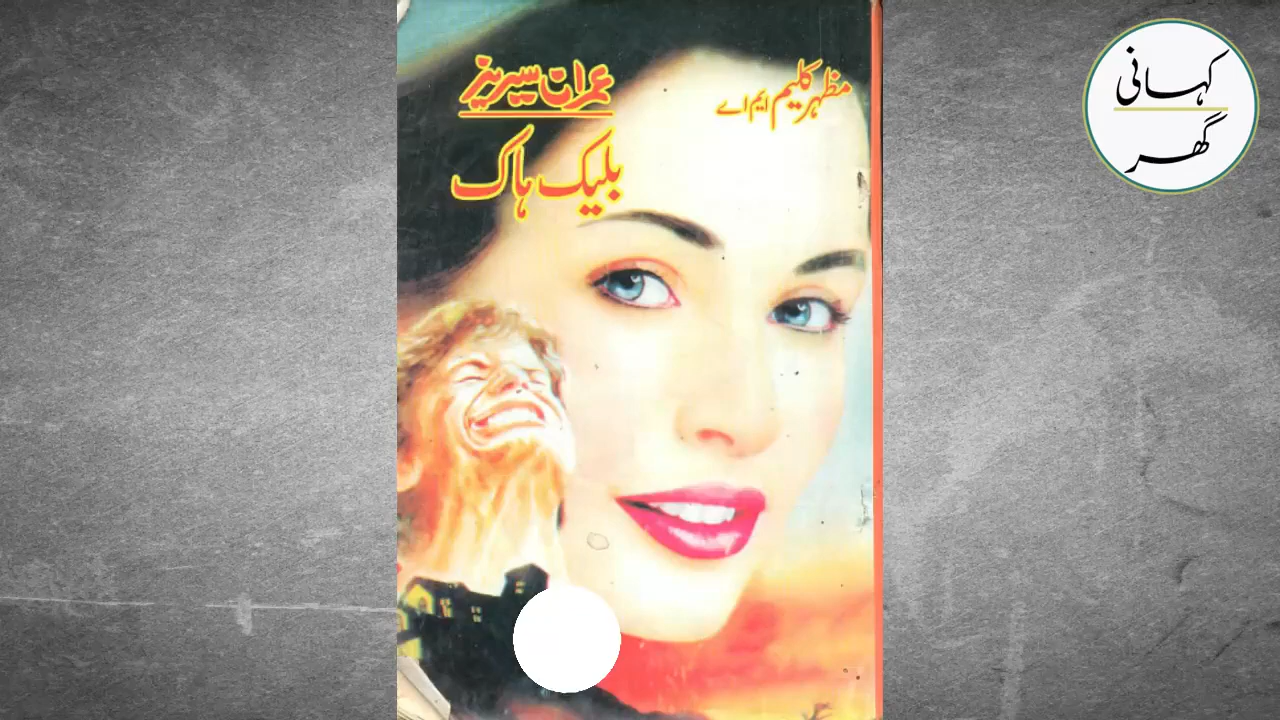 عمران سیریز
مظہر کلیم ایم اے
بلیک ہاک
کہانی
گھر